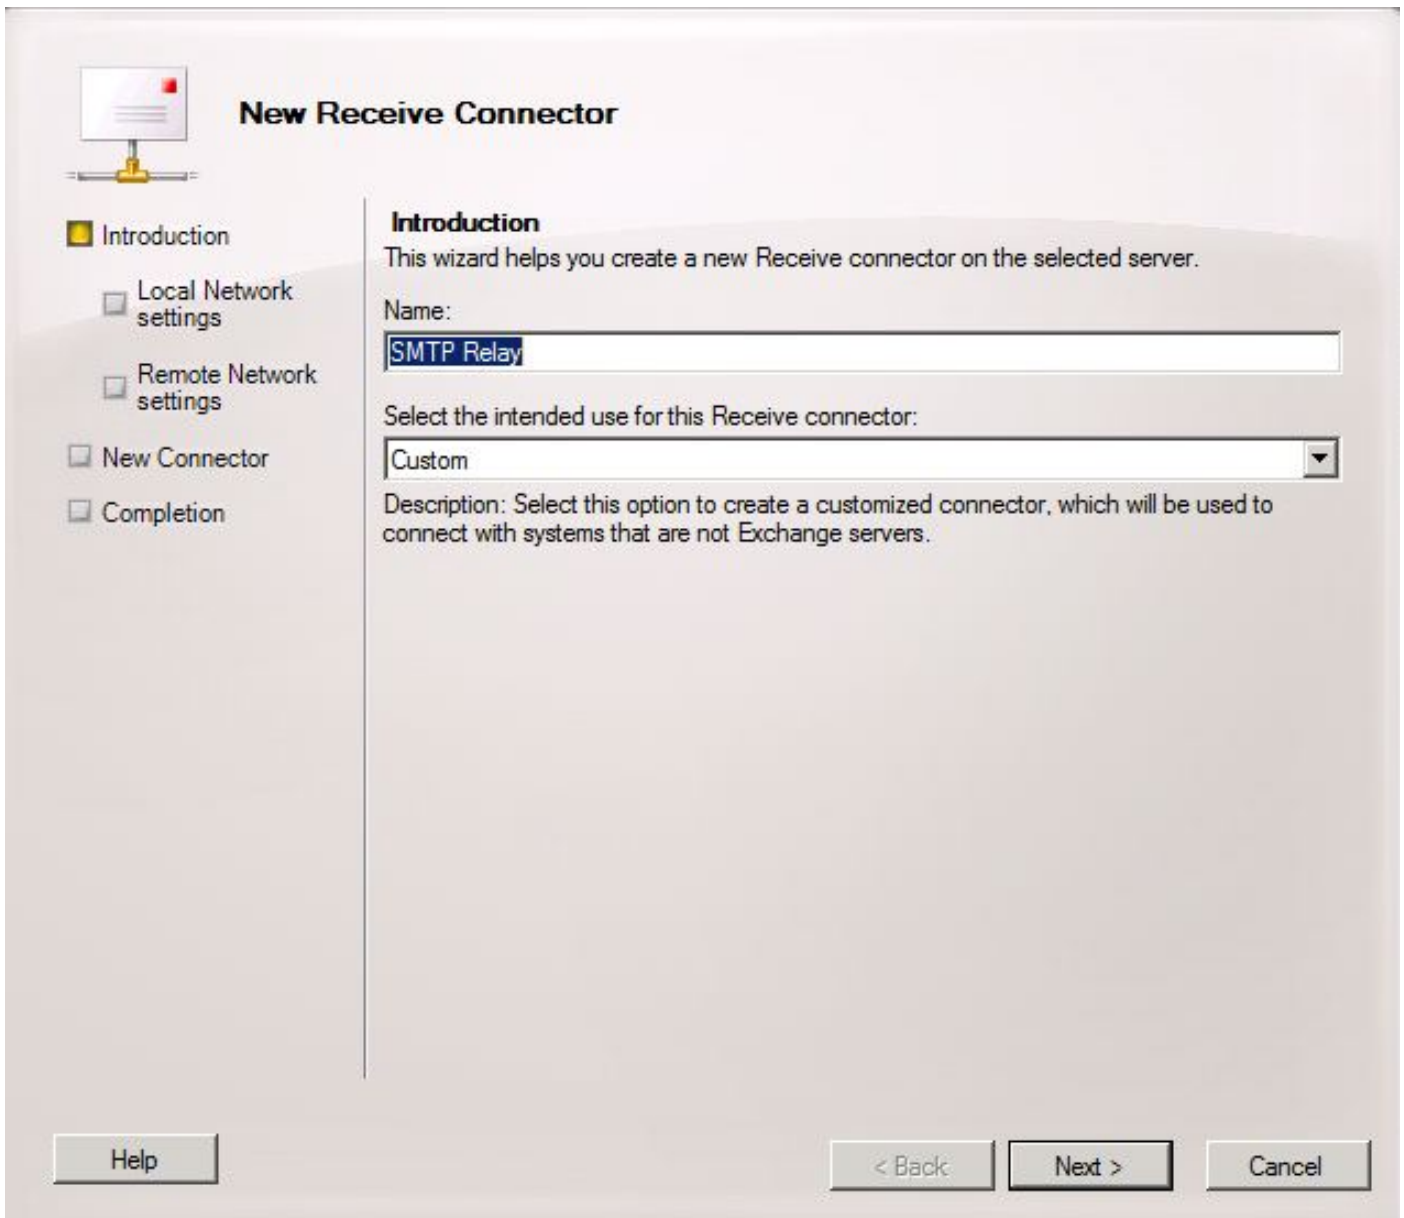 New Receive Connector
Introduction
Local Network
settings
Remote Network
settings
New Connector
Completion
Introduction
This wizard helps you create a new Receive connector on the selected server.
Name:
SMTP Relay
Select the intended use for this Receive connector:
Custom
Description: Select this option to create a customized connector, which will be used to
connect with systems that are not Exchange servers.
Help
< Back
Next >
Cancel